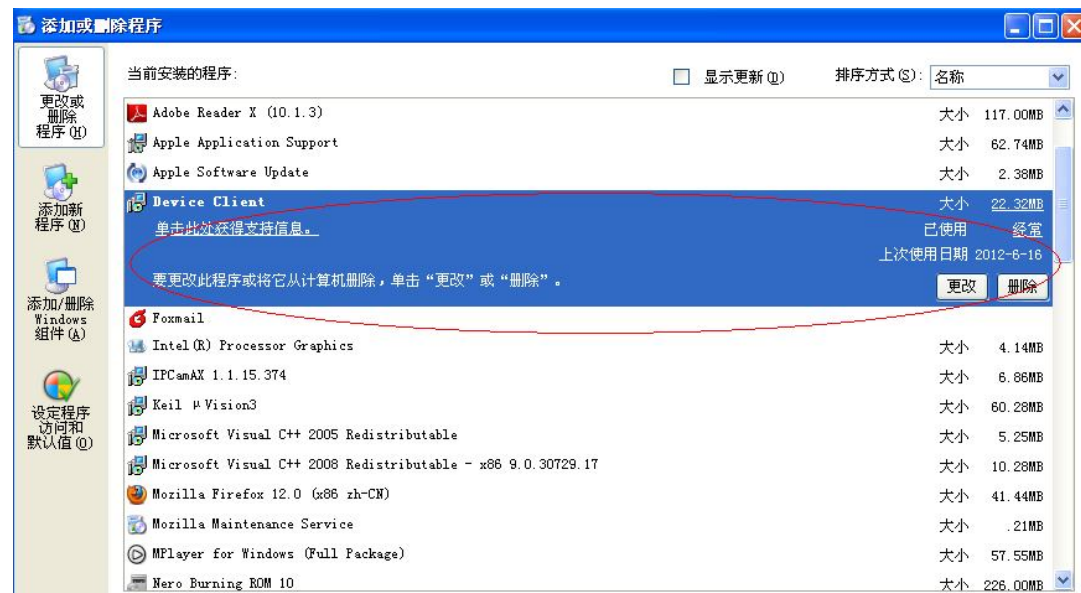 添加或删除程序
更改或
删除
程序(H)
添加新
程序(N)
添加/删除
Windows
组件(A)
设定程序
访问和
默认值(O)
当前安装的程序:
显示更新(D)
排序方式(S): 名称
Adobe Reader X (10.1.3) 大小 117.00MB
Apple Application Support 大小 62.74MB
Apple Software Update 大小 2.38MB
Device Client 大小 22.32MB
单击此处获得支持信息。 已使用 经常
上次使用日期 2012-6-16
要更改此程序或将它从计算机删除，单击“更改”或“删除”。 更改 删除
Foxmail
Intel(R) Processor Graphics 大小 4.14MB
IPCamAX 1.1.15.374 大小 6.86MB
Keil μVision3 大小 60.28MB
Microsoft Visual C++ 2005 Redistributable 大小 5.25MB
Microsoft Visual C++ 2008 Redistributable - x86 9.0.30729.17 大小 10.28MB
Mozilla Firefox 12.0 (x86 zh-CN) 大小 41.44MB
Mozilla Maintenance Service 大小 .21MB
MPlayer for Windows (Full Package) 大小 57.55MB
Nero Burning ROM 10 大小 226.00MB